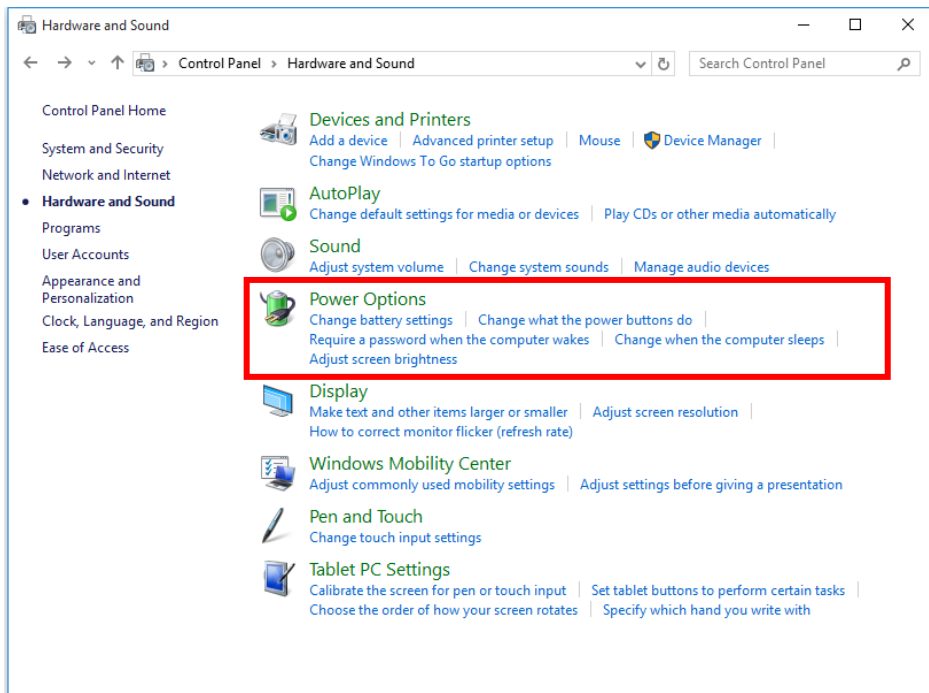 Hardware and Sound
Control Panel > Hardware and Sound
Search Control Panel
Control Panel Home
System and Security
Network and Internet
Hardware and Sound
Programs
User Accounts
Appearance and
Personalization
Clock, Language, and Region
Ease of Access
Devices and Printers
Add a device | Advanced printer setup | Mouse | Device Manager |
Change Windows To Go startup options
AutoPlay
Change default settings for media or devices | Play CDs or other media automatically
Sound
Adjust system volume | Change system sounds | Manage audio devices
Power Options
Change battery settings | Change what the power buttons do |
Require a password when the computer wakes | Change when the computer sleeps |
Adjust screen brightness
Display
Make text and other items larger or smaller | Adjust screen resolution |
How to correct monitor flicker (refresh rate)
Windows Mobility Center
Adjust commonly used mobility settings | Adjust settings before giving a presentation
Pen and Touch
Change touch input settings
Tablet PC Settings
Calibrate the screen for pen or touch input | Set tablet buttons to perform certain tasks |
Choose the order of how your screen rotates | Specify which hand you write with